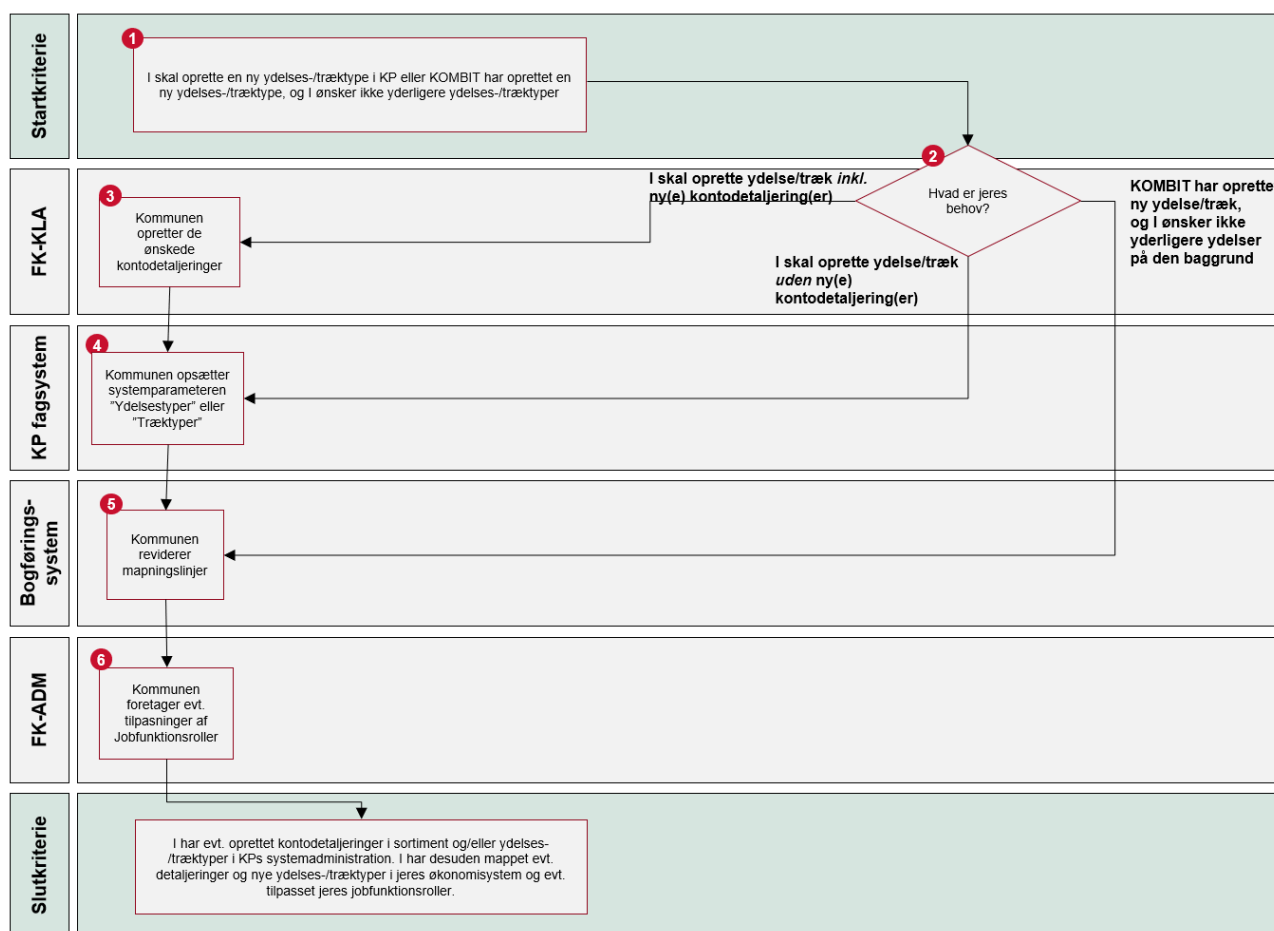 Startkriterie
1
I skal oprette en ny ydelses-/træktype i KP eller KOMBIT har oprettet en
ny ydelses-/træktype, og I ønsker ikke yderligere ydelses-/træktyper
FK-KLA
2
Hvad er jeres
behov?
I skal oprette ydelse/træk inkl.
ny(e) kontodetaljering(er)
I skal oprette ydelse/træk
uden ny(e)
kontodetaljering(er)
KOMBIT har oprette
ny ydelse/træk,
og I ønsker ikke
yderligere ydelser
på den baggrund
3
Kommunen
opretter de
ønskede
kontodetaljeringer
KP fagsystem
4
Kommunen opsætter
systemparameteren
”Ydelsestyper” eller
”Træktyper”
Bogførings-
system
5
Kommunen
reviderer
mapningslinjer
FK-ADM
6
Kommunen
foretager evt.
tilpasninger af
Jobfunktionsroller
Slutkriterie
I har evt. oprettet kontodetaljeringer i sortiment og/eller ydelses-
/træktyper i KPs systemadministration. I har desuden mappet evt.
detaljeringer og nye ydelses-/træktyper i jeres økonomisystem og evt.
tilpasset jeres jobfunktionsroller.